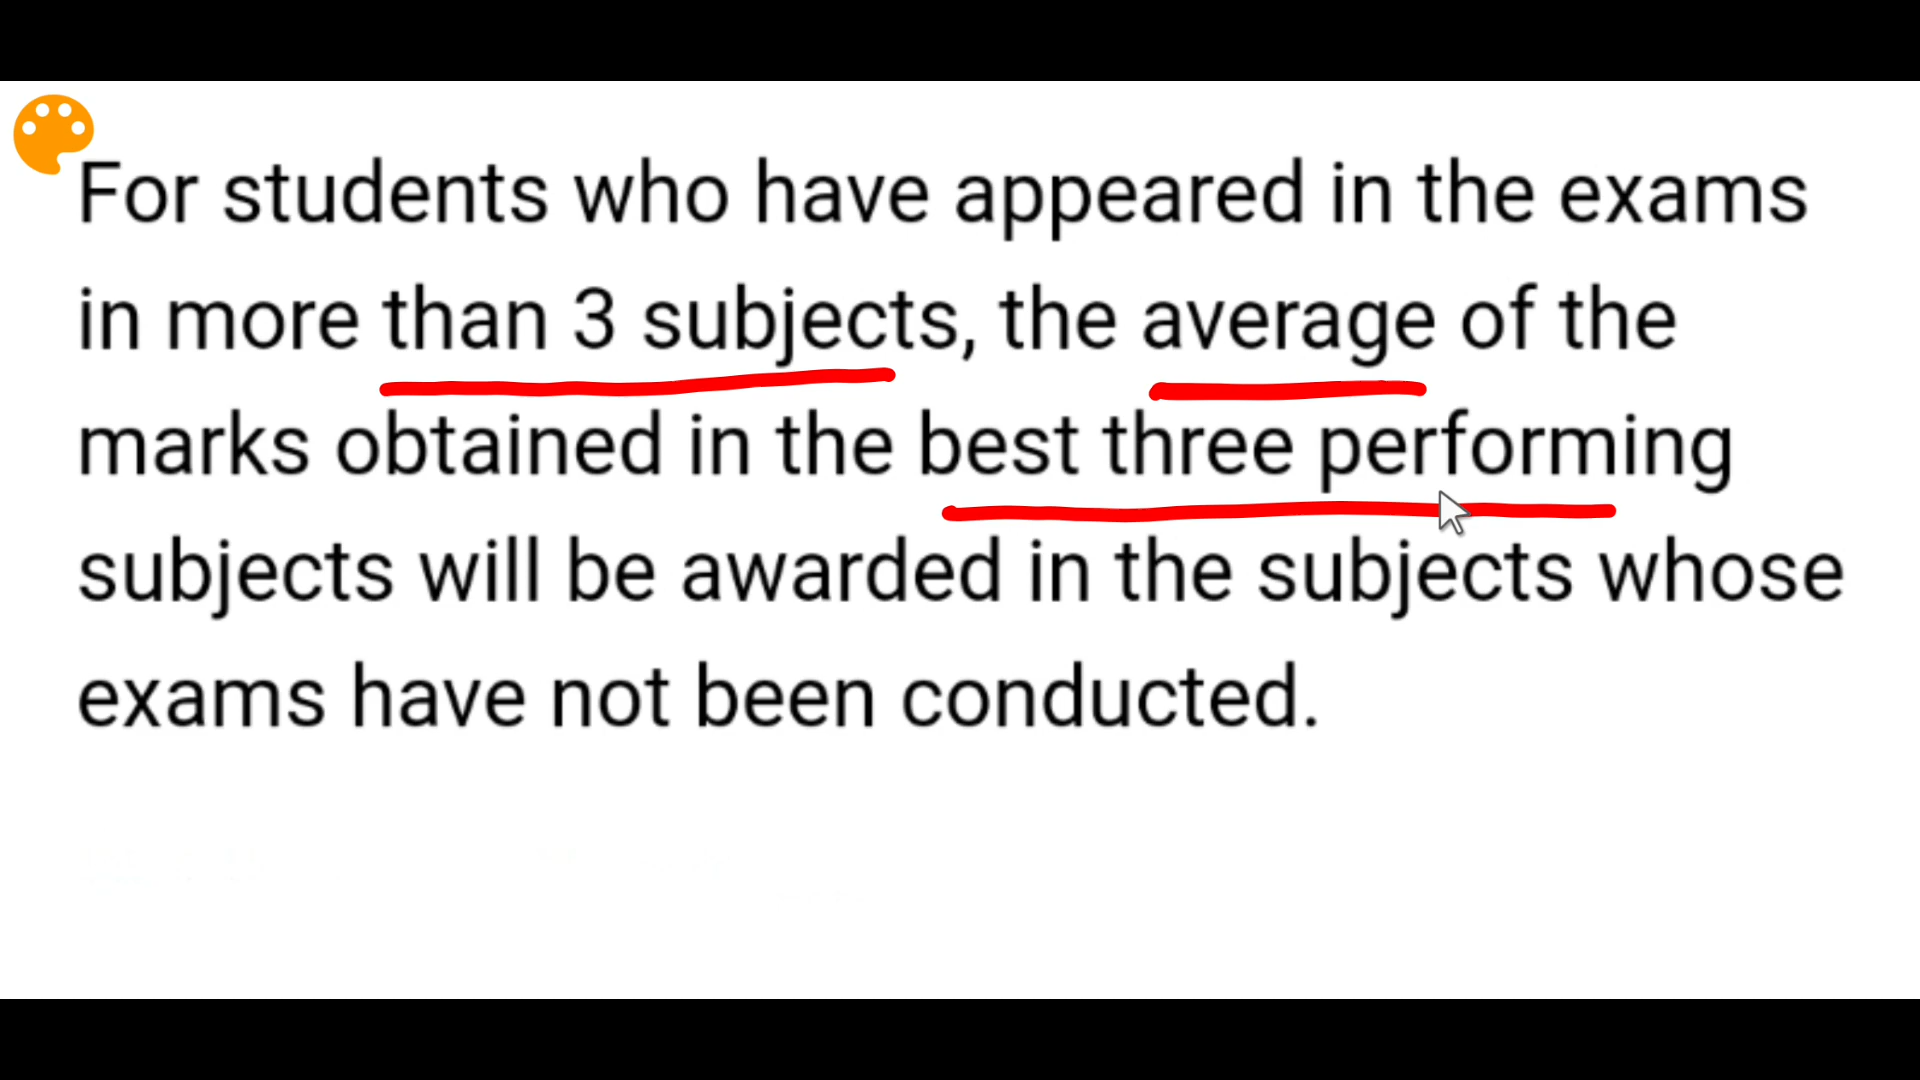 For students who have appeared in the exams
in more than 3 subjects, the average of the
marks obtained in the best three performing
subjects will be awarded in the subjects whose
exams have not been conducted.